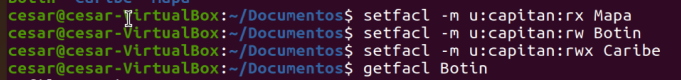 cesar@cesar-VirtualBox:~/Documentos$ setfacl -m u:capitan:rx Mapa
cesar@cesar-VirtualBox:~/Documentos$ setfacl -m u:capitan:rw Botin
cesar@cesar-VirtualBox:~/Documentos$ setfacl -m u:capitan:rwx Caribe
cesar@cesar-VirtualBox:~/Documentos$ getfacl Botin